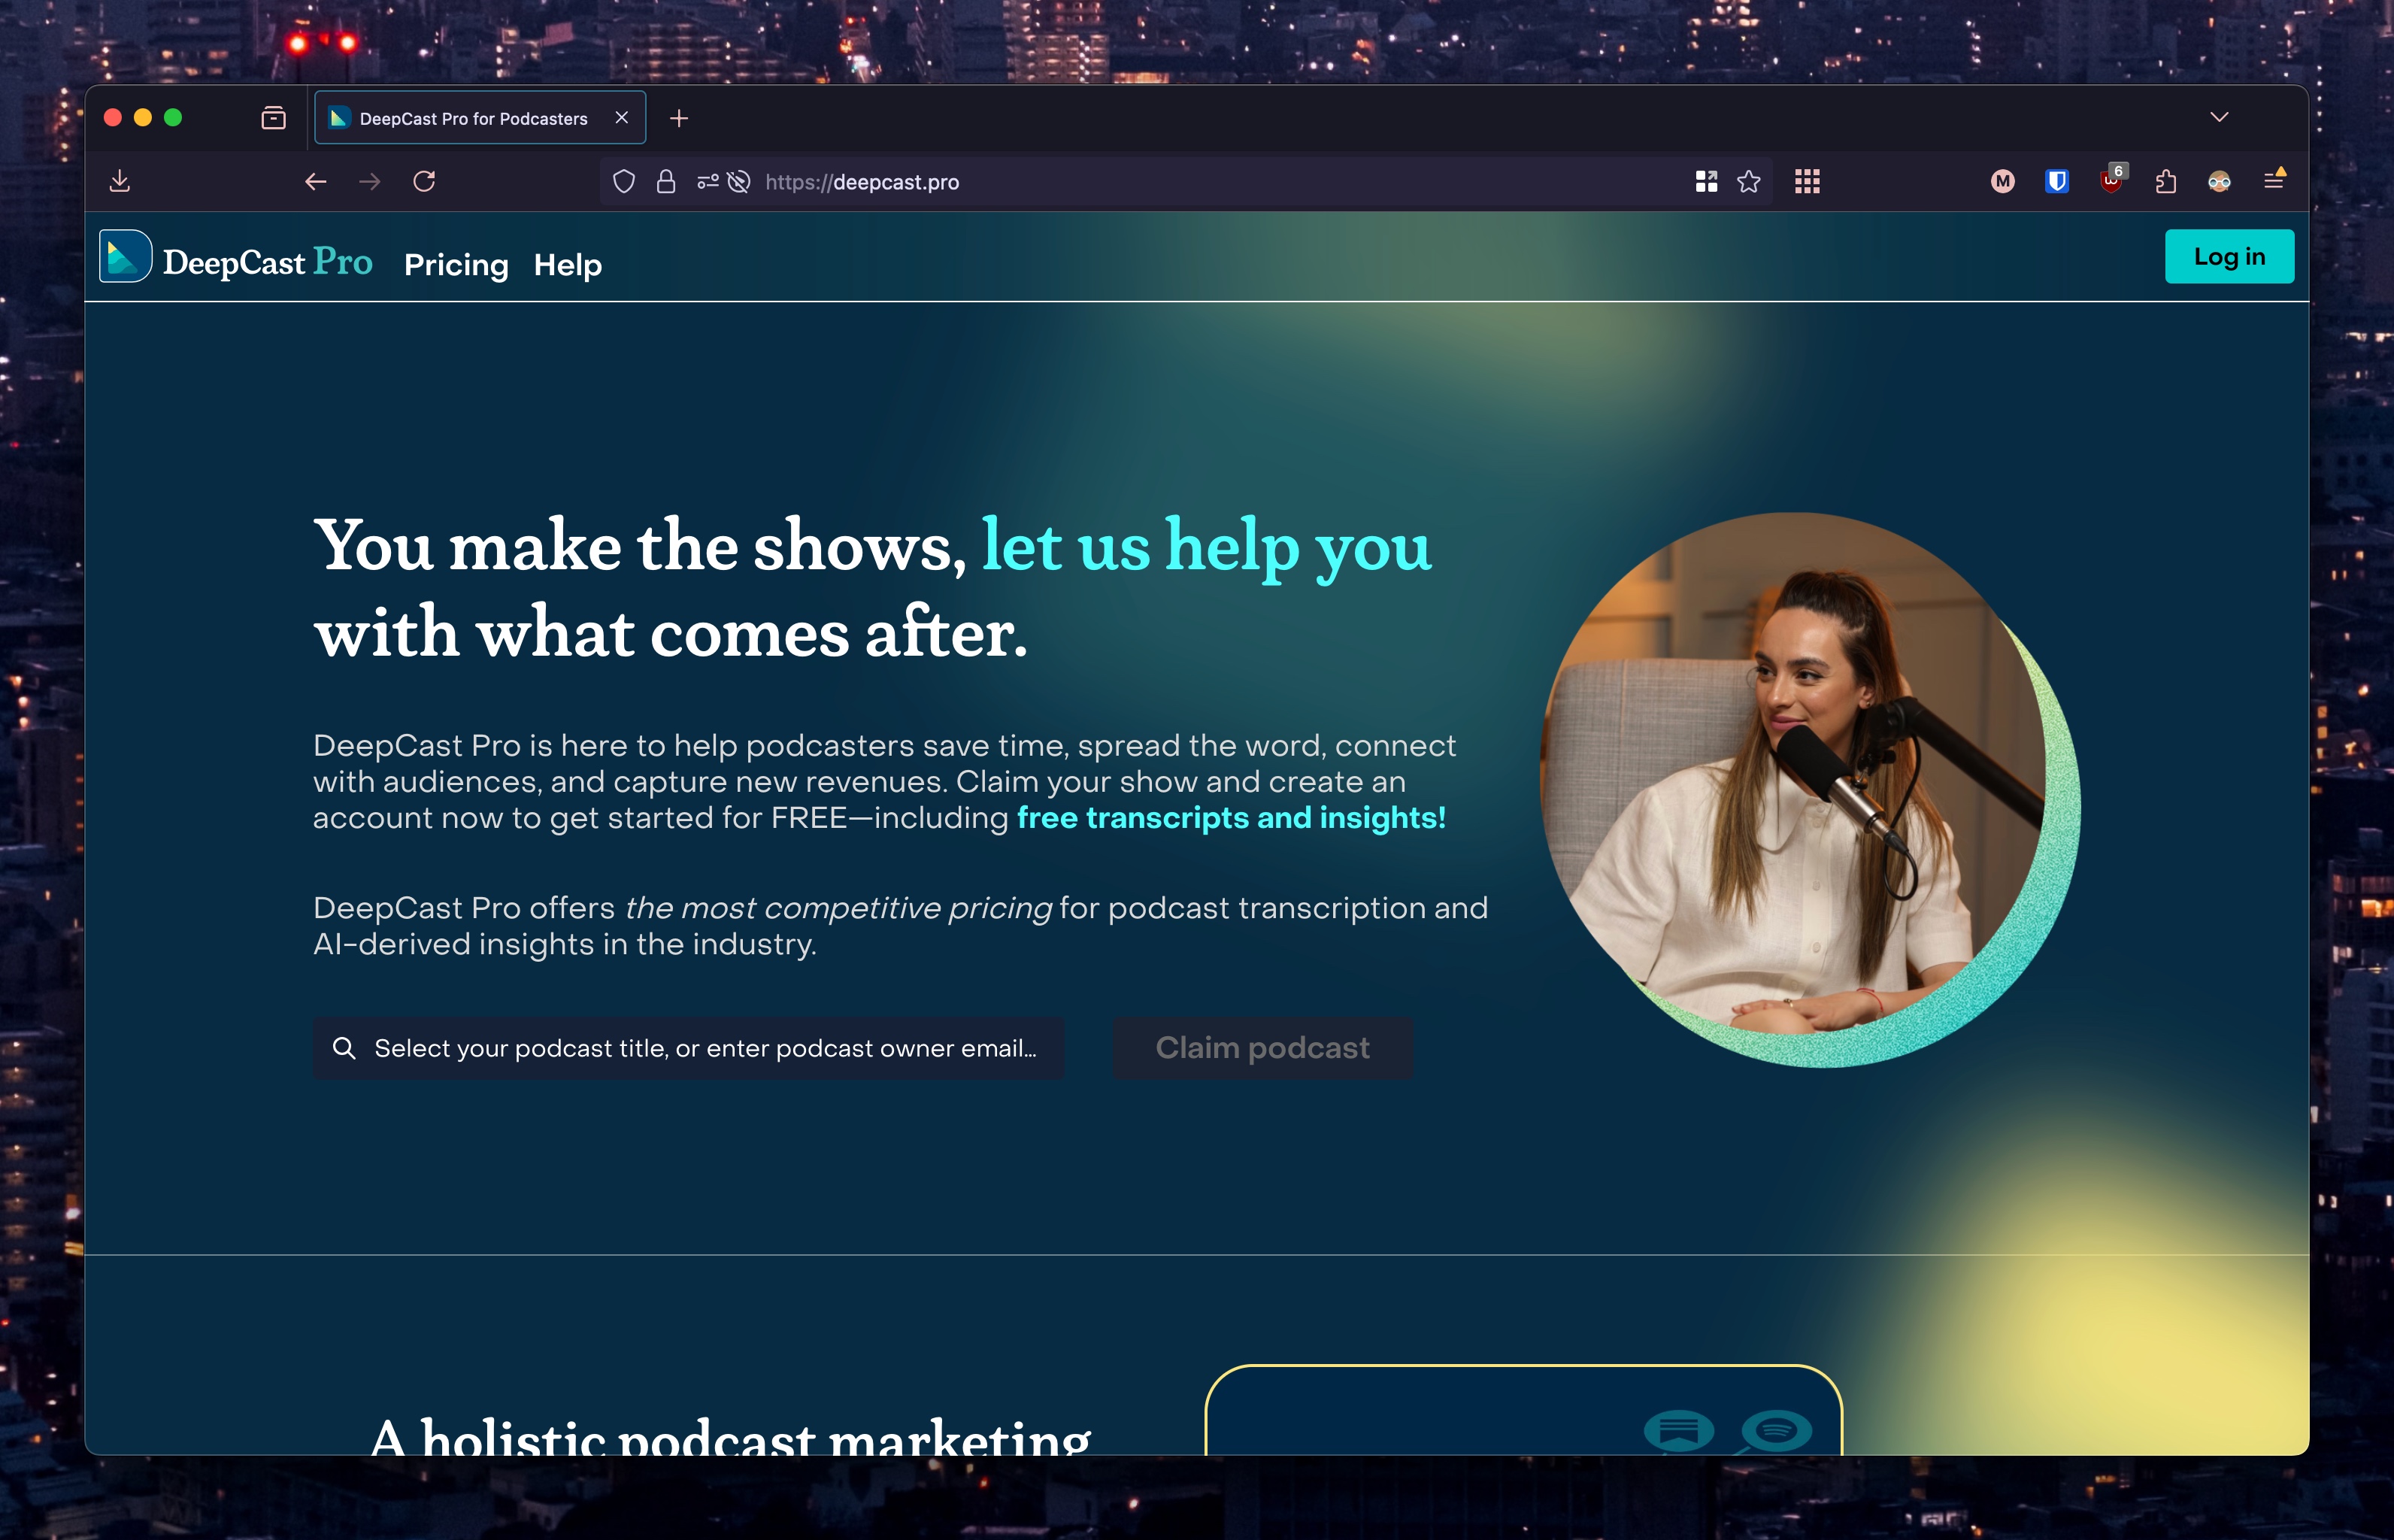 DeepCast Pro for Podcasters
https://deepcast.pro
M
6
DeepCast Pro
Pricing
Help
Log in
You make the shows, let us help you
with what comes after.
DeepCast Pro is here to help podcasters save time, spread the word, connect
with audiences, and capture new revenues. Claim your show and create an
account now to get started for FREE—including free transcripts and insights!
DeepCast Pro offers the most competitive pricing for podcast transcription and
AI-derived insights in the industry.
Select your podcast title, or enter podcast owner email...
Claim podcast
A holistic podcast marketing